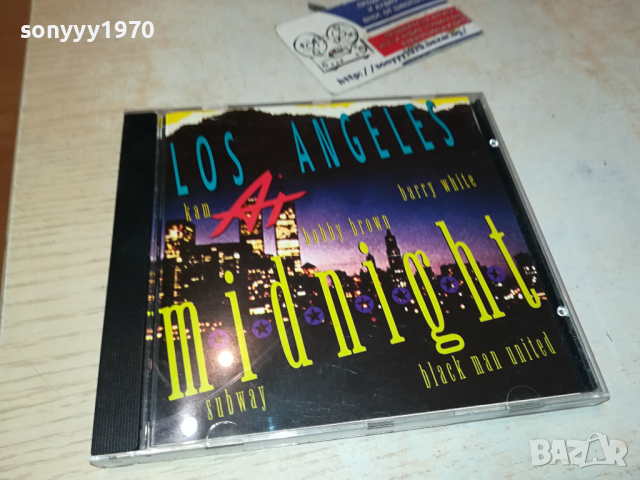 sonyyy1970
http://sonyyy1970.bazar.bg/
LOS ANGELES
kam
At
barry white
bobby brown
midnight
subway
black man united
sonyyy1970
BAZAR